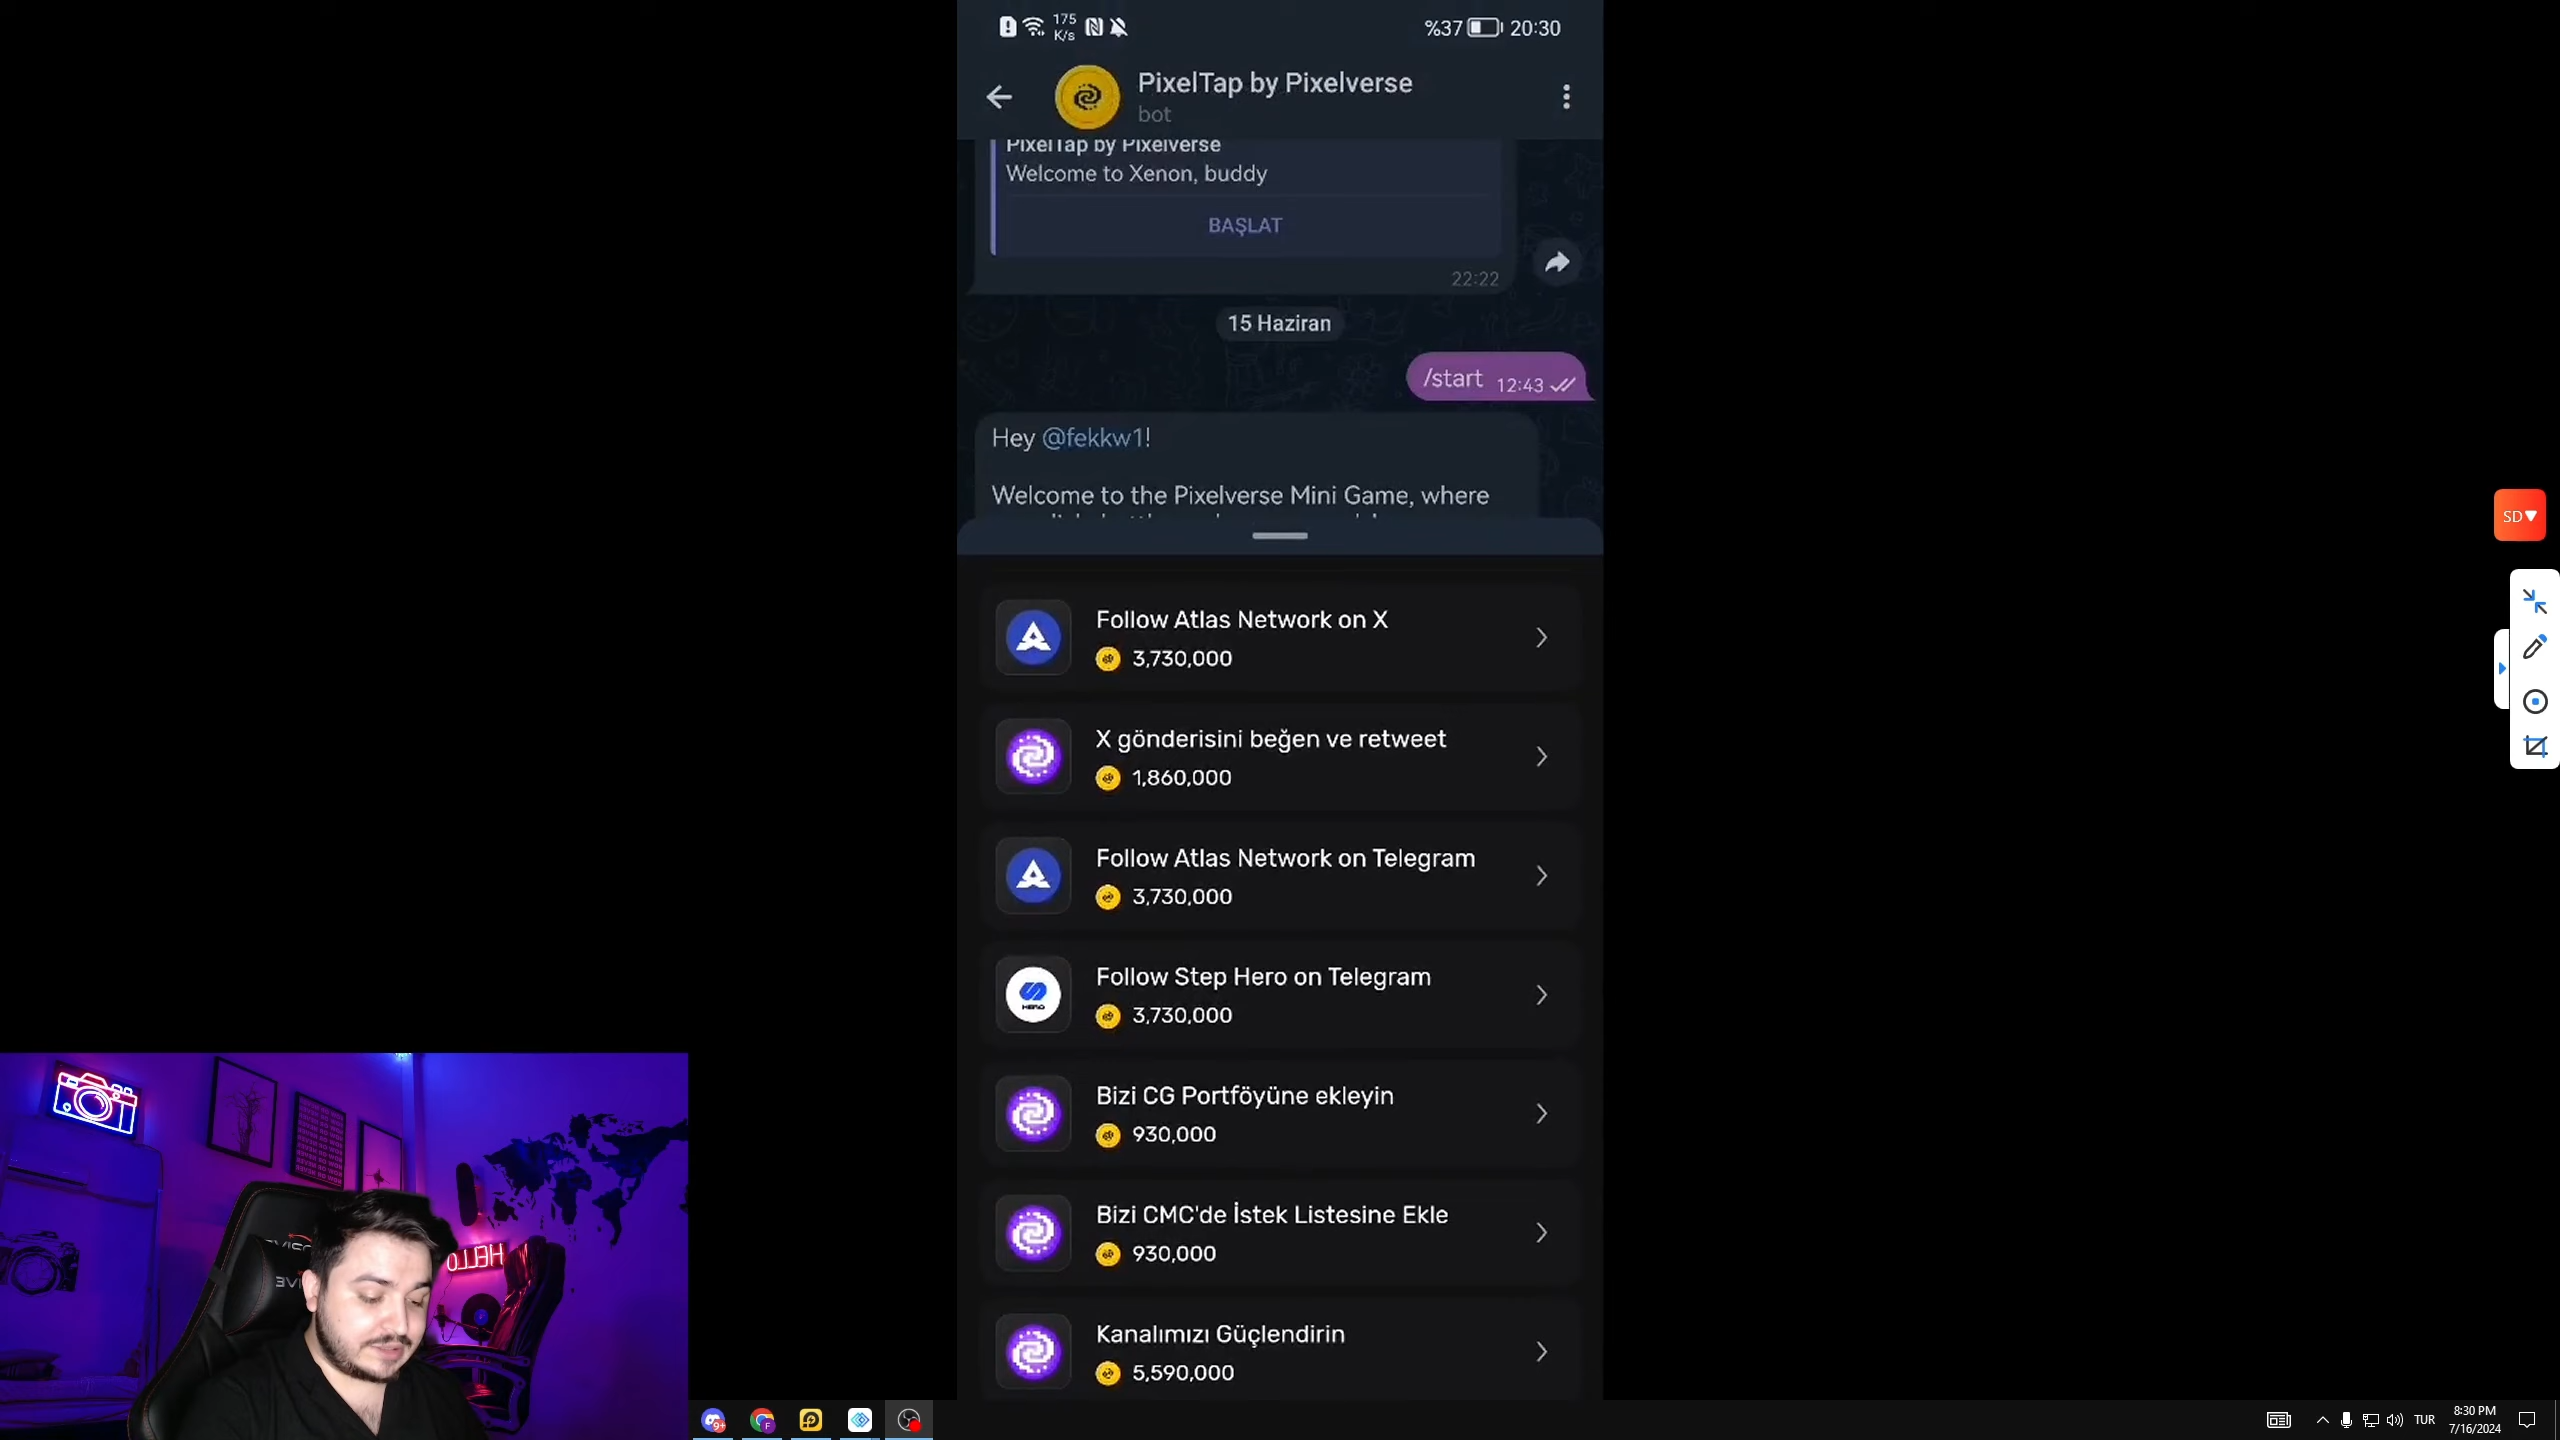 175
K/s
%37
20:30
PixelTap by Pixelverse
bot
PixelTap by Pixelverse
Welcome to Xenon, buddy
BAŞLAT
22:22
15 Haziran
/start 12:43
Hey @fekkw1!
Welcome to the Pixelverse Mini Game, where
Follow Atlas Network on X
3,730,000
X gönderisini beğen ve retweet
1,860,000
Follow Atlas Network on Telegram
3,730,000
Follow Step Hero on Telegram
HERO
3,730,000
Bizi CG Portföyüne ekleyin
930,000
Bizi CMC'de İstek Listesine Ekle
930,000
Kanalımızı Güçlendirin
5,590,000
SD
HELLO
9+
F
TUR
8:30 PM
7/16/2024